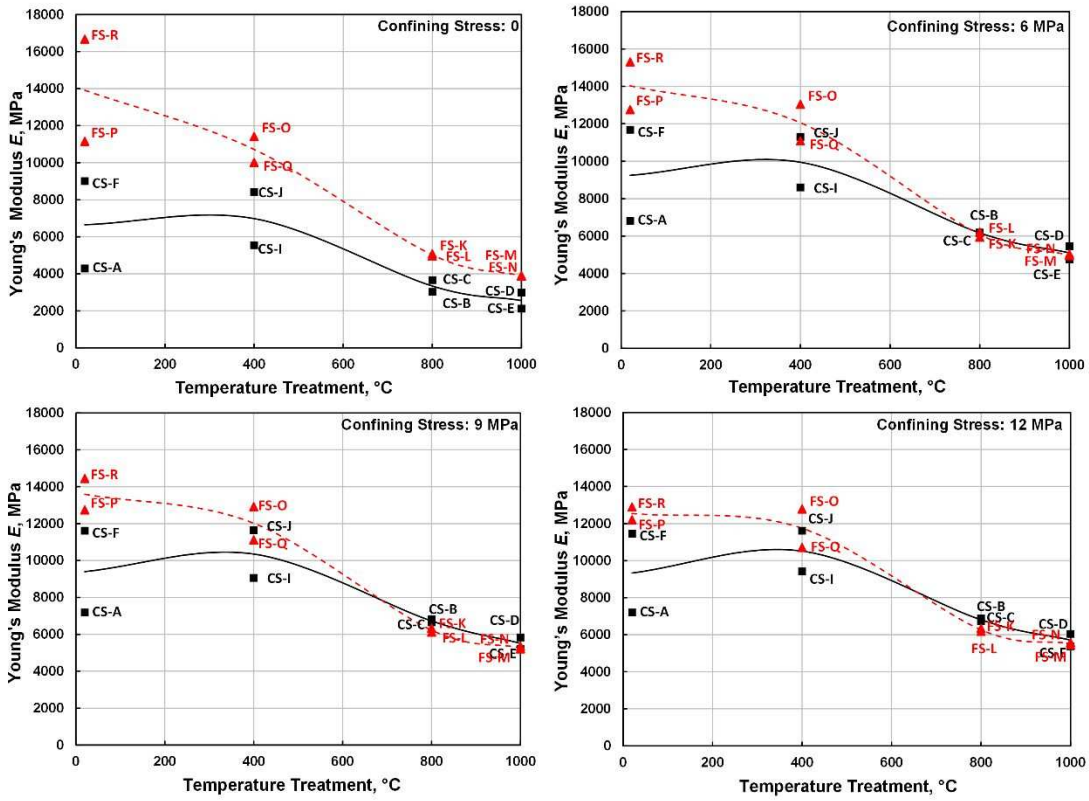 Confining Stress: 0
Young's Modulus E, MPa
18000
16000
14000
12000
10000
8000
6000
4000
2000
0
FS-R
FS-P
CS-F
CS-A
FS-O
FS-Q
CS-J
CS-I
FS-K
FS-L
CS-C
CS-B
FS-M
FS-N
CS-D
CS-E
0 200 400 600 800 1000
Temperature Treatment, °C
Confining Stress: 6 MPa
Young's Modulus E, MPa
18000
16000
14000
12000
10000
8000
6000
4000
2000
0
FS-R
FS-P
CS-F
CS-A
FS-O
CS-J
FS-Q
CS-I
CS-B
FS-L
CS-C
FS-K
CS-D
FS-N
FS-M
CS-E
0 200 400 600 800 1000
Temperature Treatment, °C
Confining Stress: 9 MPa
Young's Modulus E, MPa
18000
16000
14000
12000
10000
8000
6000
4000
2000
0
FS-R
FS-P
CS-F
CS-A
FS-O
CS-J
FS-Q
CS-I
CS-B
CS-C
FS-K
FS-L
CS-D
FS-N
CS-E
FS-M
0 200 400 600 800 1000
Temperature Treatment, °C
Confining Stress: 12 MPa
Young's Modulus E, MPa
18000
16000
14000
12000
10000
8000
6000
4000
2000
0
FS-R
FS-P
CS-F
CS-A
FS-O
CS-J
FS-Q
CS-I
CS-B
CS-C
FS-K
FS-L
CS-D
FS-N
CS-E
FS-M
0 200 400 600 800 1000
Temperature Treatment, °C